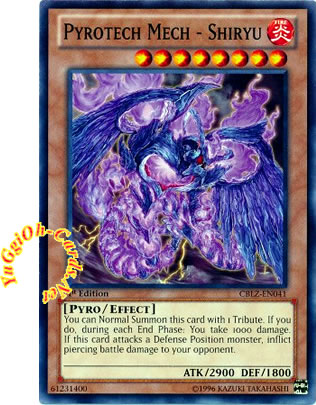 PYROTECH MECH - SHIRYU
FIRE
炎
YuGgiOh-Cards.Net
1st Edition
CBLZ-EN041
[PYRO/EFFECT]
You can Normal Summon this card with 1 Tribute. If you
do, during each End Phase: You take 1000 damage.
If this card attacks a Defense Position monster, inflict
piercing battle damage to your opponent.
ATK/2900 DEF/1800
61231400
©1996 KAZUKI TAKAHASHI